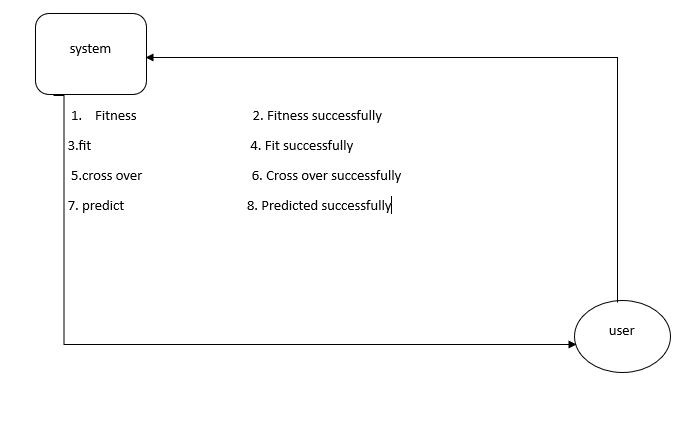 system
1. Fitness 2. Fitness successfully
3.fit 4. Fit successfully
5.cross over 6. Cross over successfully
7. predict 8. Predicted successfully
user